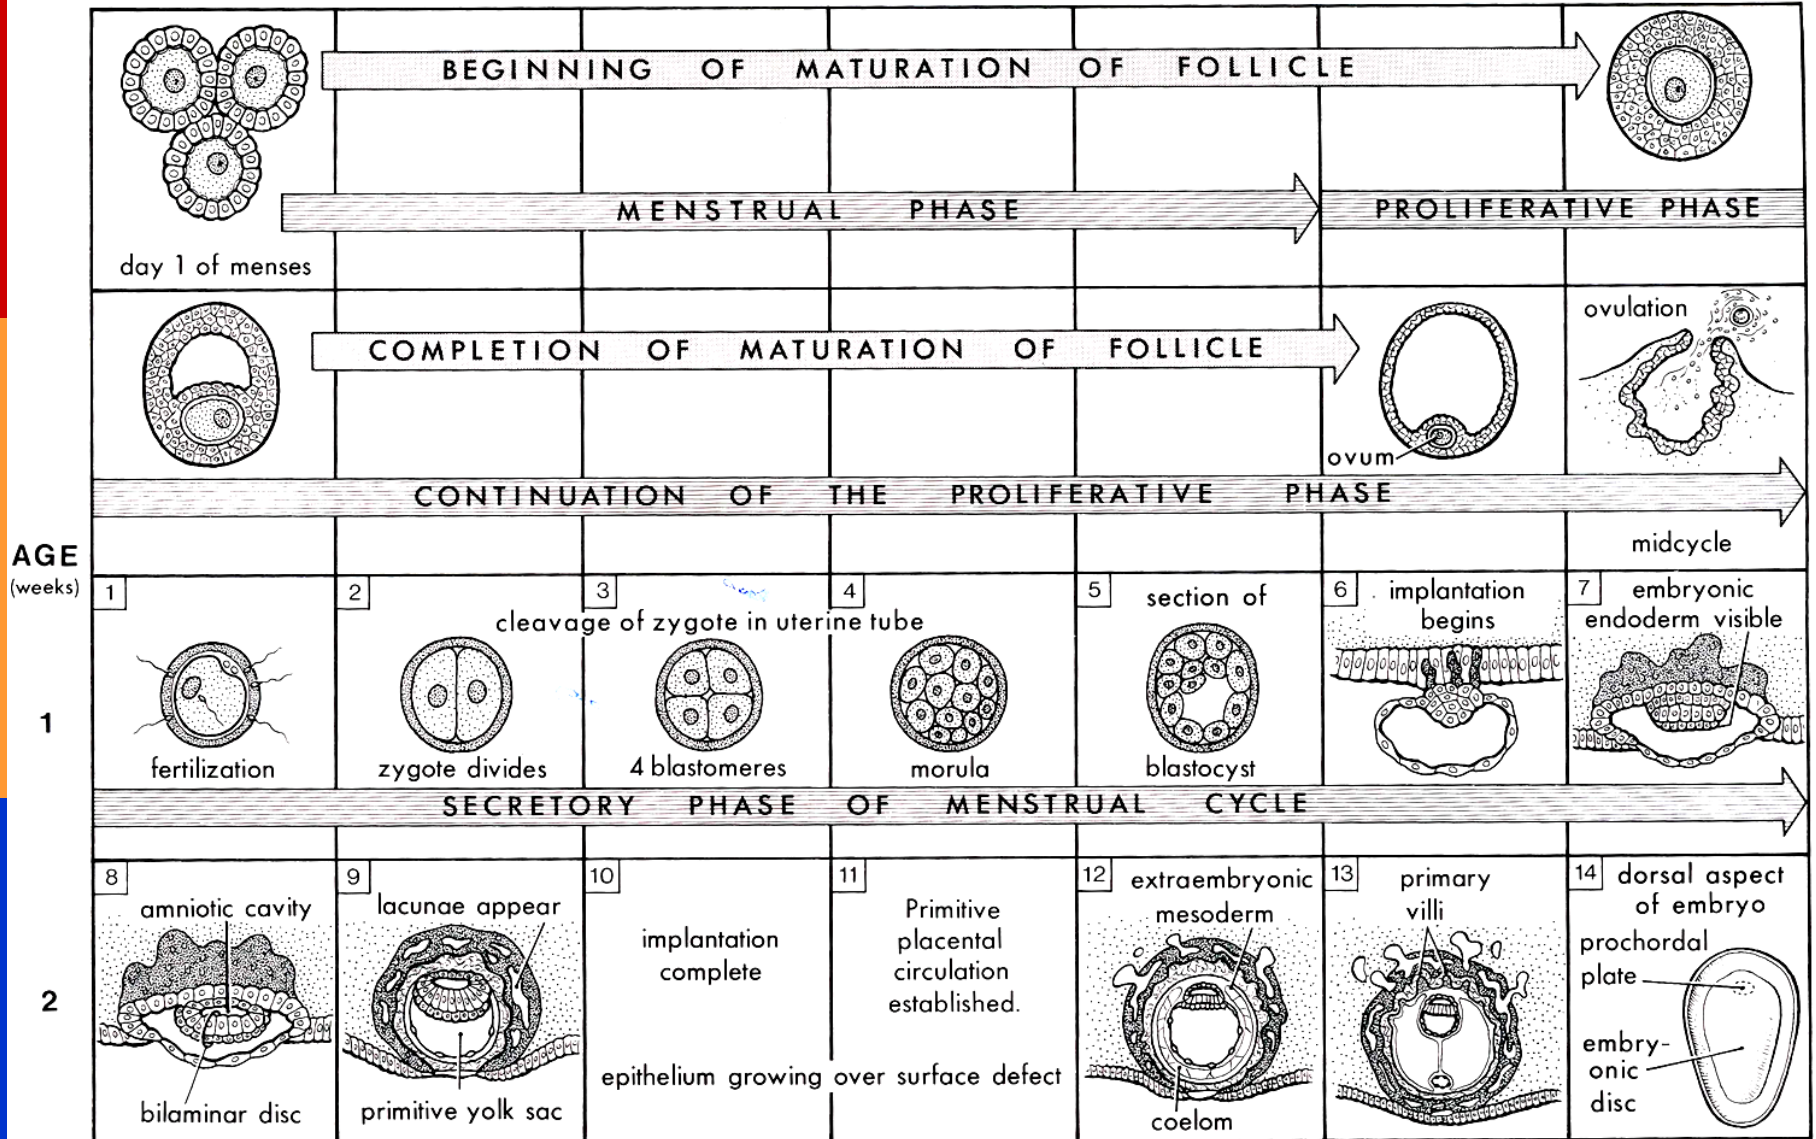 BEGINNING OF MATURATION OF FOLLICLE
MENSTRUAL PHASE
PROLIFERATIVE PHASE
day 1 of menses
COMPLETION OF MATURATION OF FOLLICLE
ovum
ovulation
CONTINUATION OF THE PROLIFERATIVE PHASE
midcycle
AGE
(weeks)
1
1
fertilization
2
3
4
cleavage of zygote in uterine tube
zygote divides
4 blastomeres
morula
5
section of
blastocyst
6
implantation
begins
7
embryonic
endoderm visible
SECRETORY PHASE OF MENSTRUAL CYCLE
2
8
amniotic cavity
bilaminar disc
9
lacunae appear
primitive yolk sac
10
implantation
complete
11
Primitive
placental
circulation
established.
epithelium growing over surface defect
12
extraembryonic
mesoderm
coelom
13
primary
villi
14
dorsal aspect
of embryo
prochordal
plate
embry-
onic
disc